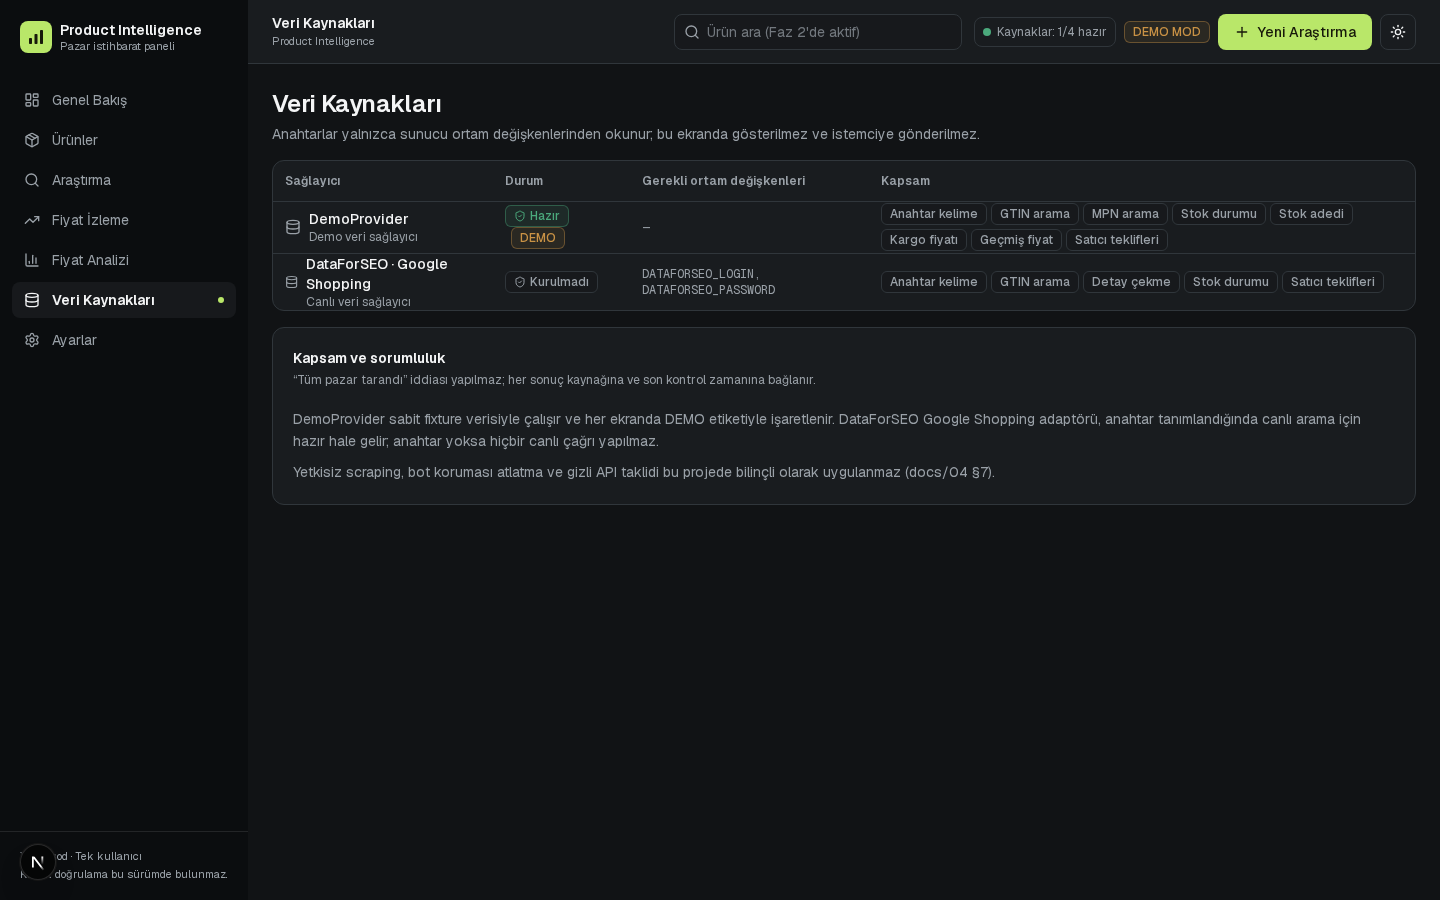 Product Intelligence
Pazar istihbarat paneli
Genel Bakış
Ürünler
Araştırma
Fiyat İzleme
Fiyat Analizi
Veri Kaynakları
Ayarlar
od · Tek kullanıcı
doğrulama bu sürümde bulunmaz.
Veri Kaynakları
Product Intelligence
Ürün ara (Faz 2'de aktif)
Kaynaklar: 1/4 hazır
DEMO MOD
Yeni Araştırma
Veri Kaynakları
Anahtarlar yalnızca sunucu ortam değişkenlerinden okunur; bu ekranda gösterilmez ve istemciye gönderilmez.
Sağlayıcı Durum Gerekli ortam değişkenleri Kapsam
DemoProvider
Demo veri sağlayıcı
Hazır
DEMO
—
Anahtar kelime GTIN arama MPN arama Stok durumu Stok adedi
Kargo fiyatı Geçmiş fiyat Satıcı teklifleri
DataForSEO · Google
Shopping
Canlı veri sağlayıcı
Kurulmadı
DATAFORSEO_LOGIN,
DATAFORSEO_PASSWORD
Anahtar kelime GTIN arama Detay çekme Stok durumu Satıcı teklifleri
Kapsam ve sorumluluk
“Tüm pazar tarandı” iddiası yapılmaz; her sonuç kaynağına ve son kontrol zamanına bağlanır.
DemoProvider sabit fixture verisiyle çalışır ve her ekranda DEMO etiketiyle işaretlenir. DataForSEO Google Shopping adaptörü, anahtar tanımlandığında canlı arama için
hazır hale gelir; anahtar yoksa hiçbir canlı çağrı yapılmaz.
Yetkisiz scraping, bot koruması atlatma ve gizli API taklidi bu projede bilinçli olarak uygulanmaz (docs/04 §7).